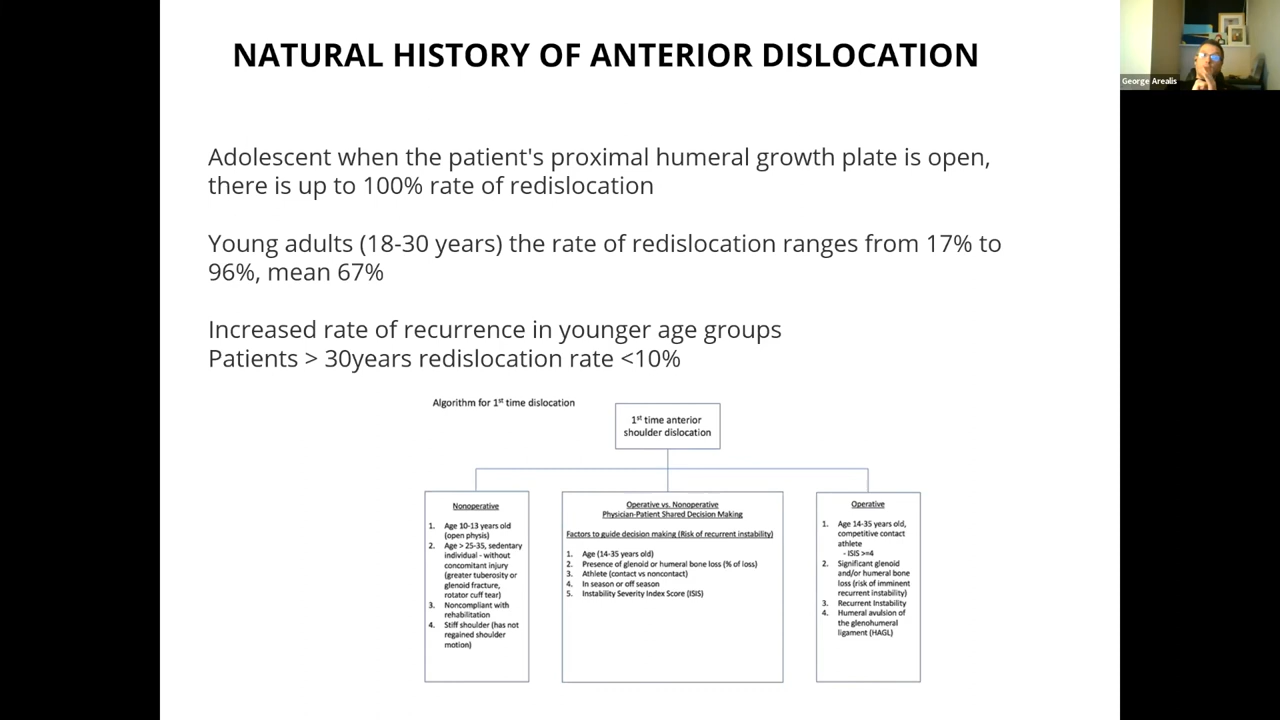 NATURAL HISTORY OF ANTERIOR DISLOCATION
George Arealis
Adolescent when the patient's proximal humeral growth plate is open,
there is up to 100% rate of redislocation
Young adults (18-30 years) the rate of redislocation ranges from 17% to
96%, mean 67%
Increased rate of recurrence in younger age groups
Patients > 30years redislocation rate <10%
Algorithm for 1st time dislocation
1st time anterior
shoulder dislocation
Nonoperative
1. Age 10-13 years old
(open physis)
2. Age > 25-35, sedentary
individual - without
concomitant injury
(greater tuberosity or
glenoid fracture,
rotator cuff tear)
3. Noncompliant with
rehabilitation
4. Stiff shoulder (has not
regained shoulder
motion)
Operative vs. Nonoperative
Physician-Patient Shared Decision Making
Factors to guide decision making (Risk of recurrent instability)
1. Age (14-35 years old)
2. Presence of glenoid or humeral bone loss (% of loss)
3. Athlete (contact vs noncontact)
4. In season or off season
5. Instability Severity Index Score (ISIS)
Operative
1. Age 14-35 years old,
competitive contact
athlete
- ISIS >=4
2. Significant glenoid
and/or humeral bone
loss (risk of imminent
recurrent instability)
3. Recurrent Instability
4. Humeral avulsion of
the glenohumeral
ligament (HAGL)